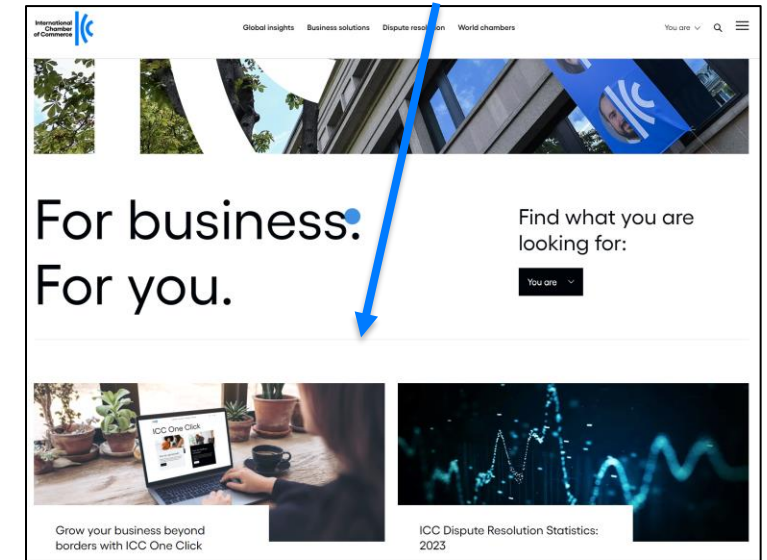 International
Chamber
of Commerce
Global insights
Business solutions
Dispute resolution
World chambers
You are
For business.
For you.
Find what you are
looking for:
You are
ICC One Click
Grow your business beyond
borders with ICC One Click
ICC Dispute Resolution Statistics:
2023